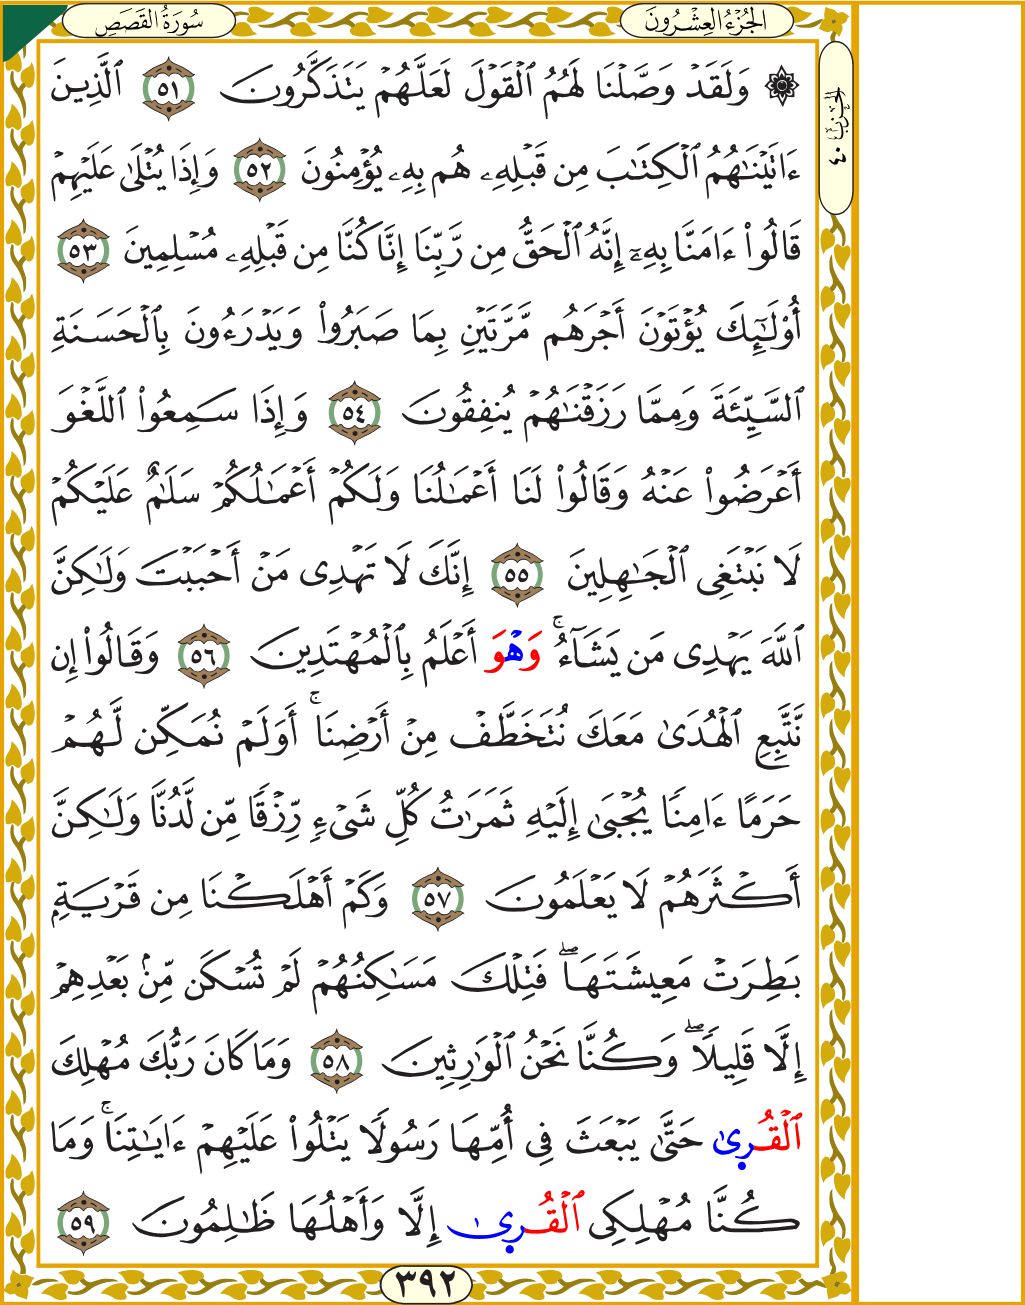 سُورَةُ القَصَصِ
الجُزْءُ العِشْرُونَ
الحِزْبُ ٤٠
۞ وَلَقَدْ وَصَّلْنَا لَهُمُ ٱلْقَوْلَ لَعَلَّهُمْ يَتَذَكَّرُونَ ٥١ ٱلَّذِينَ
ءَاتَيْنَٰهُمُ ٱلْكِتَٰبَ مِن قَبْلِهِۦ هُم بِهِۦ يُؤْمِنُونَ ٥٢ وَإِذَا يُتْلَىٰ عَلَيْهِمْ
قَالُوٓا۟ ءَامَنَّا بِهِۦٓ إِنَّهُ ٱلْحَقُّ مِن رَّبِّنَا إِنَّا كُنَّا مِن قَبْلِهِۦ مُسْلِمِينَ ٥٣
أُو۟لَٰٓئِكَ يُؤْتَوْنَ أَجْرَهُم مَّرَّتَيْنِ بِمَا صَبَرُوا۟ وَيَدْرَءُونَ بِٱلْحَسَنَةِ
ٱلسَّيِّئَةَ وَمِمَّا رَزَقْنَٰهُمْ يُنفِقُونَ ٥٤ وَإِذَا سَمِعُوا۟ ٱللَّغْوَ
أَعْرَضُوا۟ عَنْهُ وَقَالُوا۟ لَنَا أَعْمَٰلُنَا وَلَكُمْ أَعْمَٰلُكُمْ سَلَٰمٌ عَلَيْكُمْ
لَا نَبْتَغِى ٱلْجَٰهِلِينَ ٥٥ إِنَّكَ لَا تَهْدِى مَنْ أَحْبَبْتَ وَلَٰكِنَّ
ٱللَّهَ يَهْدِى مَن يَشَآءُ ۚ وَهْوَ أَعْلَمُ بِٱلْمُهْتَدِينَ ٥٦ وَقَالُوٓا۟ إِن
نَّتَّبِعِ ٱلْهُدَىٰ مَعَكَ نُتَخَطَّفْ مِنْ أَرْضِنَا ۚ أَوَلَمْ نُمَكِّن لَّهُمْ
حَرَمًا ءَامِنًا يُجْبَىٰ إِلَيْهِ ثَمَرَٰتُ كُلِّ شَىْءٍ رِّزْقًا مِّن لَّدُنَّا وَلَٰكِنَّ
أَكْثَرَهُمْ لَا يَعْلَمُونَ ٥٧ وَكَمْ أَهْلَكْنَا مِن قَرْيَةٍۭ
بَطِرَتْ مَعِيشَتَهَا ۖ فَتِلْكَ مَسَٰكِنُهُمْ لَمْ تُسْكَن مِّنۢ بَعْدِهِمْ
إِلَّا قَلِيلًا ۖ وَكُنَّا نَحْنُ ٱلْوَٰرِثِينَ ٥٨ وَمَا كَانَ رَبُّكَ مُهْلِكَ
ٱلْقُرَىٰ حَتَّىٰ يَبْعَثَ فِى أُمِّهَا رَسُولًا يَتْلُوا۟ عَلَيْهِمْ ءَايَٰتِنَا ۚ وَمَا
كُنَّا مُهْلِكِى ٱلْقُرَىٰ إِلَّا وَأَهْلُهَا ظَٰلِمُونَ ٥٩
٣٩٢